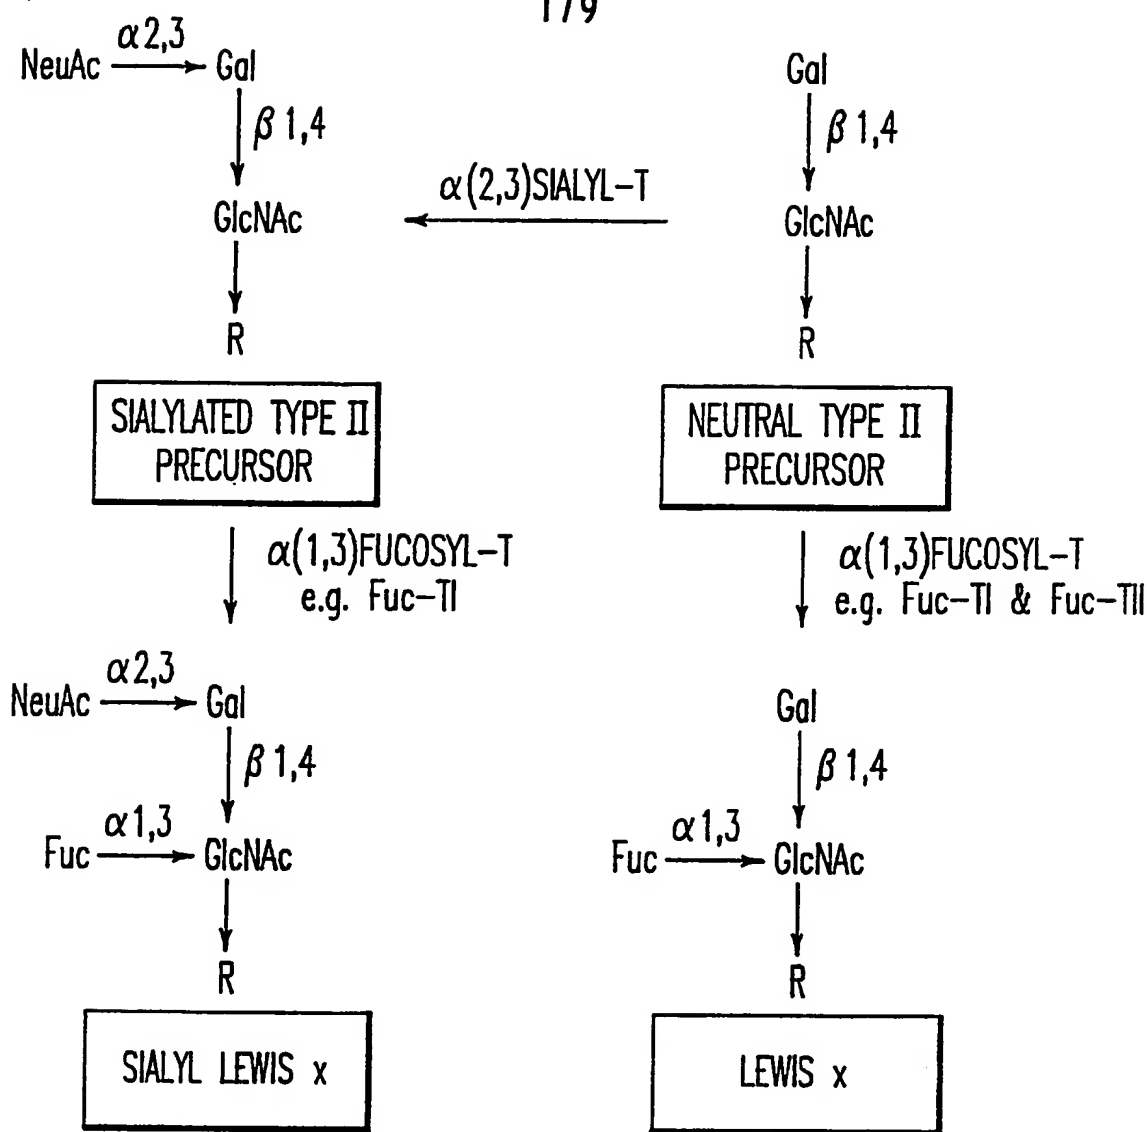 179
α2,3
NeuAc Gal
β 1,4
GlcNAc
R
SIALYLATED TYPE II
PRECURSOR
α(2,3)SIALYL-T
Gal
β 1,4
GlcNAc
R
NEUTRAL TYPE II
PRECURSOR
α(1,3)FUCOSYL-T
e.g. Fuc-TI
α(1,3)FUCOSYL-T
e.g. Fuc-TI & Fuc-TII
α2,3
NeuAc Gal
β 1,4
α1,3
Fuc GlcNAc
R
SIALYL LEWIS x
Gal
β 1,4
α1,3
Fuc GlcNAc
R
LEWIS x